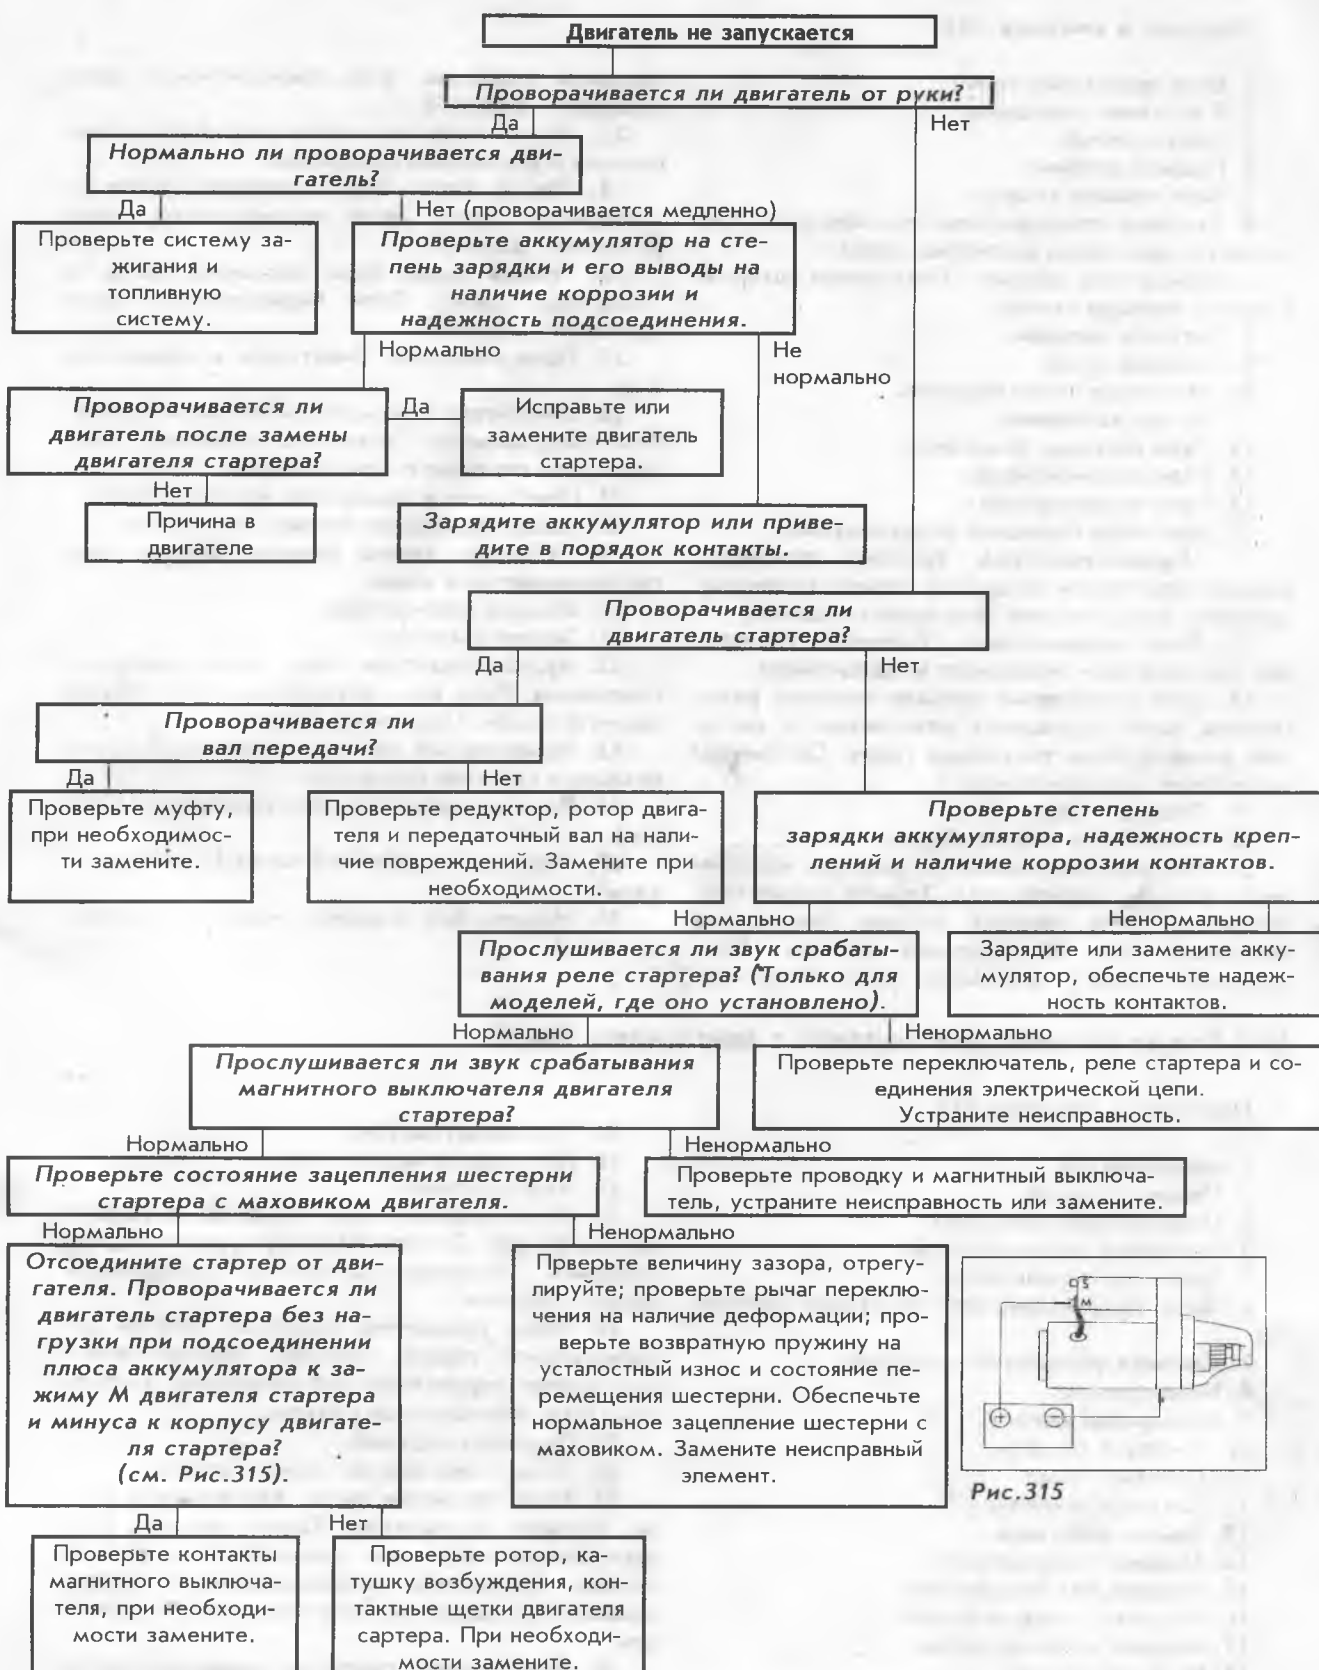 Двигатель не запускается
Проворачивается ли двигатель от руки?
Да
Нет
Нормально ли проворачивается дви-
гатель?
Да
Нет (проворачивается медленно)
Проверьте систему за-
жигания и
топливную
систему.
Проверьте аккумулятор на сте-
пень зарядки и его выводы на
наличие коррозии и
надежность подсоединения.
Нормально
Не
нормально
Проворачивается ли
двигатель после замены
двигателя стартера?
Да
Исправьте или
замените двигатель
стартера.
Нет
Причина в
двигателе
Зарядите аккумулятор или приве-
дите в порядок контакты.
Проворачивается ли
двигатель стартера?
Да
Нет
Проворачивается ли
вал передачи?
Да
Нет
Проверьте муфту,
при необходимос-
ти замените.
Проверьте редуктор, ротор двига-
теля и передаточный вал на нали-
чие повреждений. Замените при
необходимости.
Проверьте степень
зарядки аккумулятора, надежность креп-
лений и наличие коррозии контактов.
Нормально
Ненормально
Прослушивается ли звук срабаты-
вания реле стартера? (Только для
моделей, где оно установлено).
Зарядите или замените акку-
мулятор, обеспечьте надеж-
ность контактов.
Нормально
Ненормально
Прослушивается ли звук срабатывания
магнитного выключателя двигателя
стартера?
Проверьте переключатель, реле стартера и со-
единения электрической цепи.
Устраните неисправность.
Нормально
Ненормально
Проверьте состояние зацепления шестерни
стартера с маховиком двигателя.
Проверьте проводку и магнитный выключа-
тель, устраните неисправность или замените.
Нормально
Ненормально
Отсоедините стартер от дви-
гателя. Проворачивается ли
двигатель стартера без на-
грузки при подсоединении
плюса аккумулятора к за-
жиму М двигателя стартера
и минуса к корпусу двигате-
ля стартера?
(см. Рис.315).
Прверьте величину зазора, отрегу-
лируйте; проверьте рычаг переклю-
чения на наличие деформации; про-
верьте возвратную пружину на
усталостный износ и состояние пе-
ремещения шестерни. Обеспечьте
нормальное зацепление шестерни с
маховиком. Замените неисправный
элемент.
S
M
+
−
Рис.315
Да
Нет
Проверьте контакты
магнитного выключа-
теля, при необходи-
мости замените.
Проверьте ротор, ка-
тушку возбуждения, кон-
тактные щетки двигателя
сартера. При необходи-
мости замените.